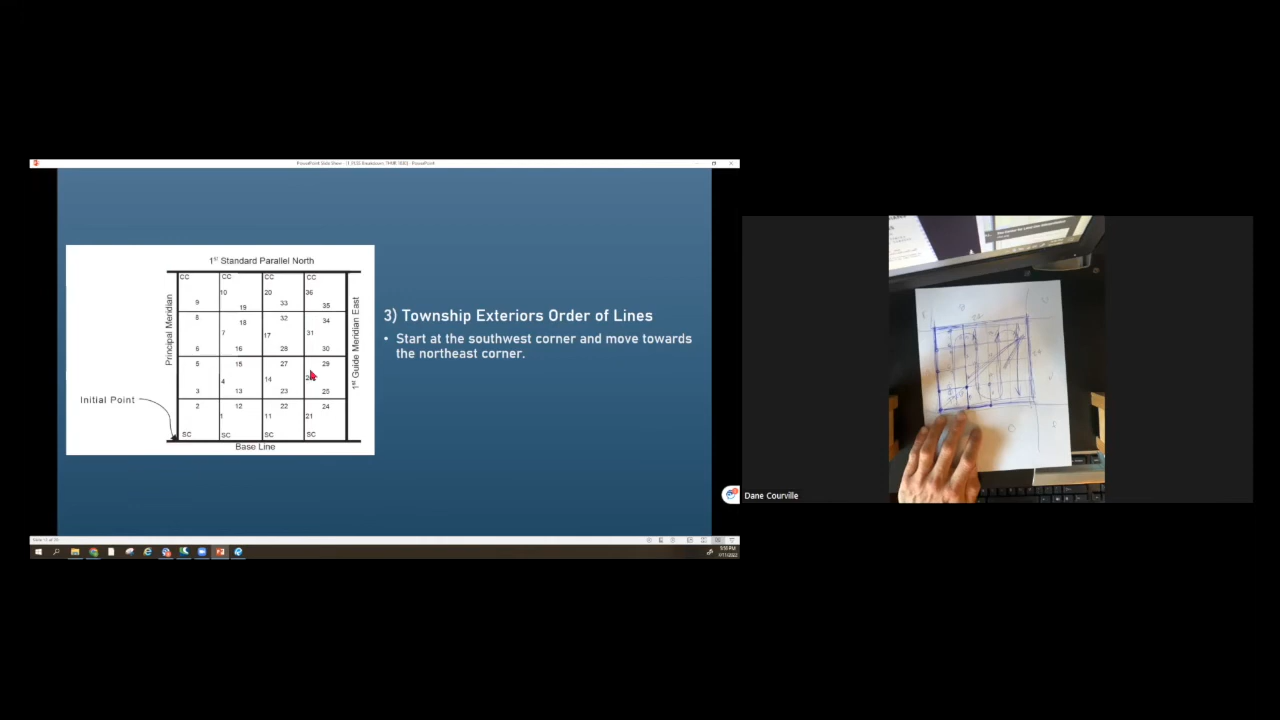 1st Standard Parallel North
CC CC CC CC
10 20 36
9 19 33 35
8 18 32 34
7 17 31
6 16 28 30
5 15 27 29
4 14
3 13 23 25
2 12 22 24
1 11 21
SC SC SC SC
Base Line
Principal Meridian
1st Guide Meridian East
Initial Point
3) Township Exteriors Order of Lines
• Start at the southwest corner and move towards
the northeast corner.
Dane Courville